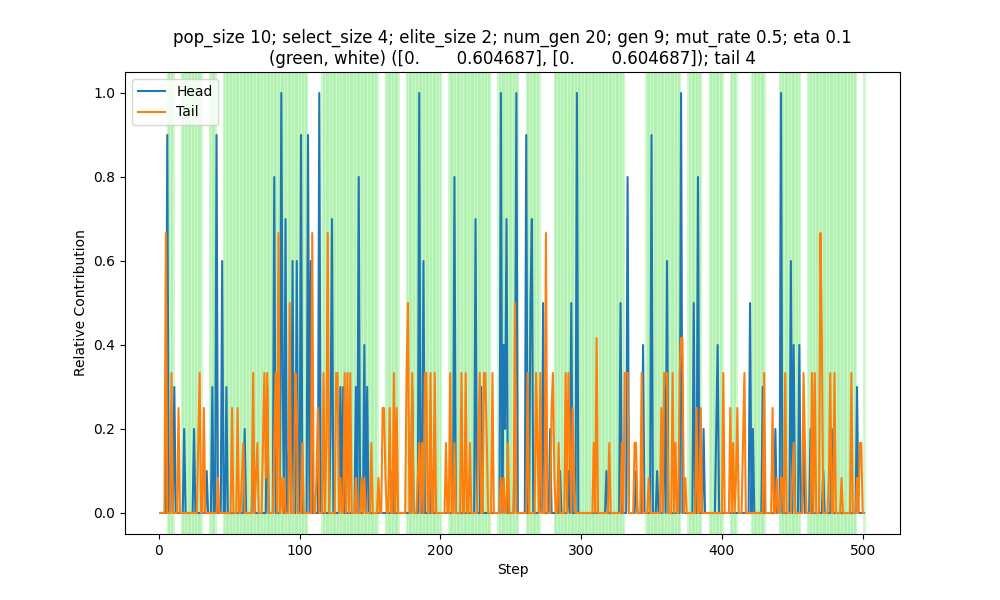 pop_size 10; select_size 4; elite_size 2; num_gen 20; gen 9; mut_rate 0.5; eta 0.1
(green, white) ([0.       0.604687], [0.       0.604687]); tail 4
Head
Tail
1.0
0.8
0.6
0.4
0.2
0.0
Relative Contribution
0 100 200 300 400 500
Step